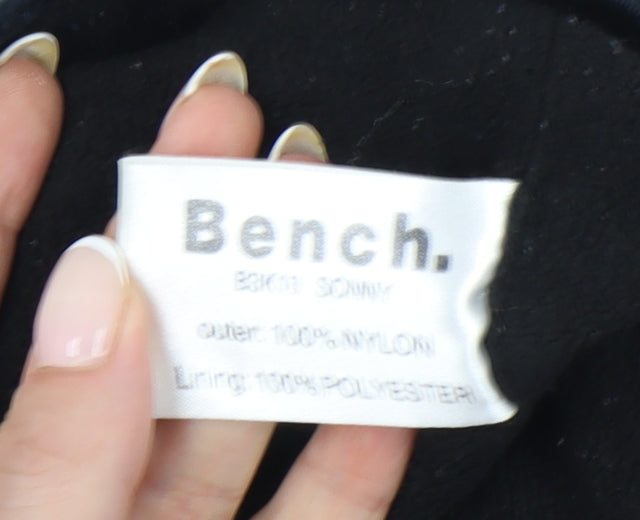 Bench.
outer: 100% NYLON
Lining: 100% POLYESTER